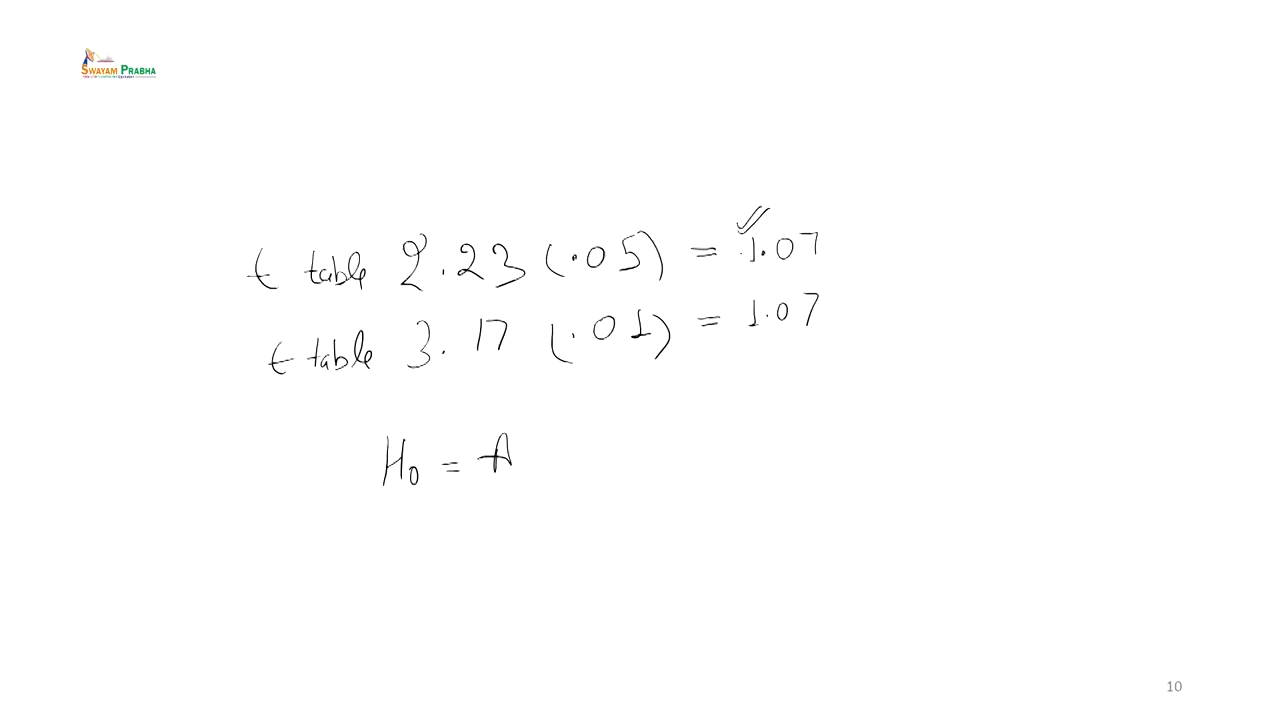 SWAYAM PRABHA
t table 2.23 (.05) = 1.07
t table 3.17 (.01) = 1.07
H0 = A
10